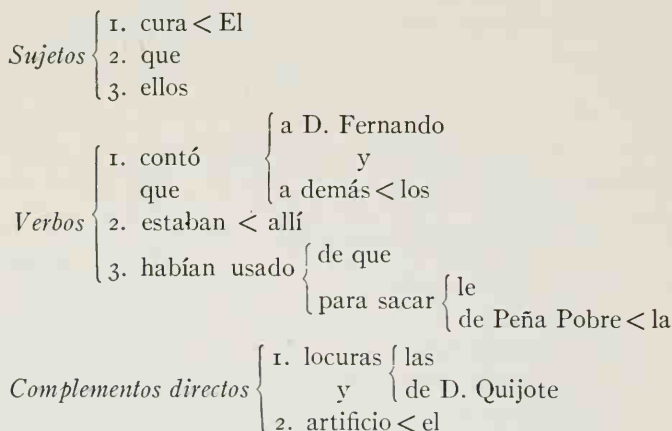 1. cura < El
Sujetos 2. que
3. ellos
a D. Fernando
1. contó y
que a demás < los
Verbos 2. estaban < allí
3. habían usado de que
para sacar le
de Peña Pobre < la
1. locuras las
Complementos directos y de D. Quijote
2. artificio < el